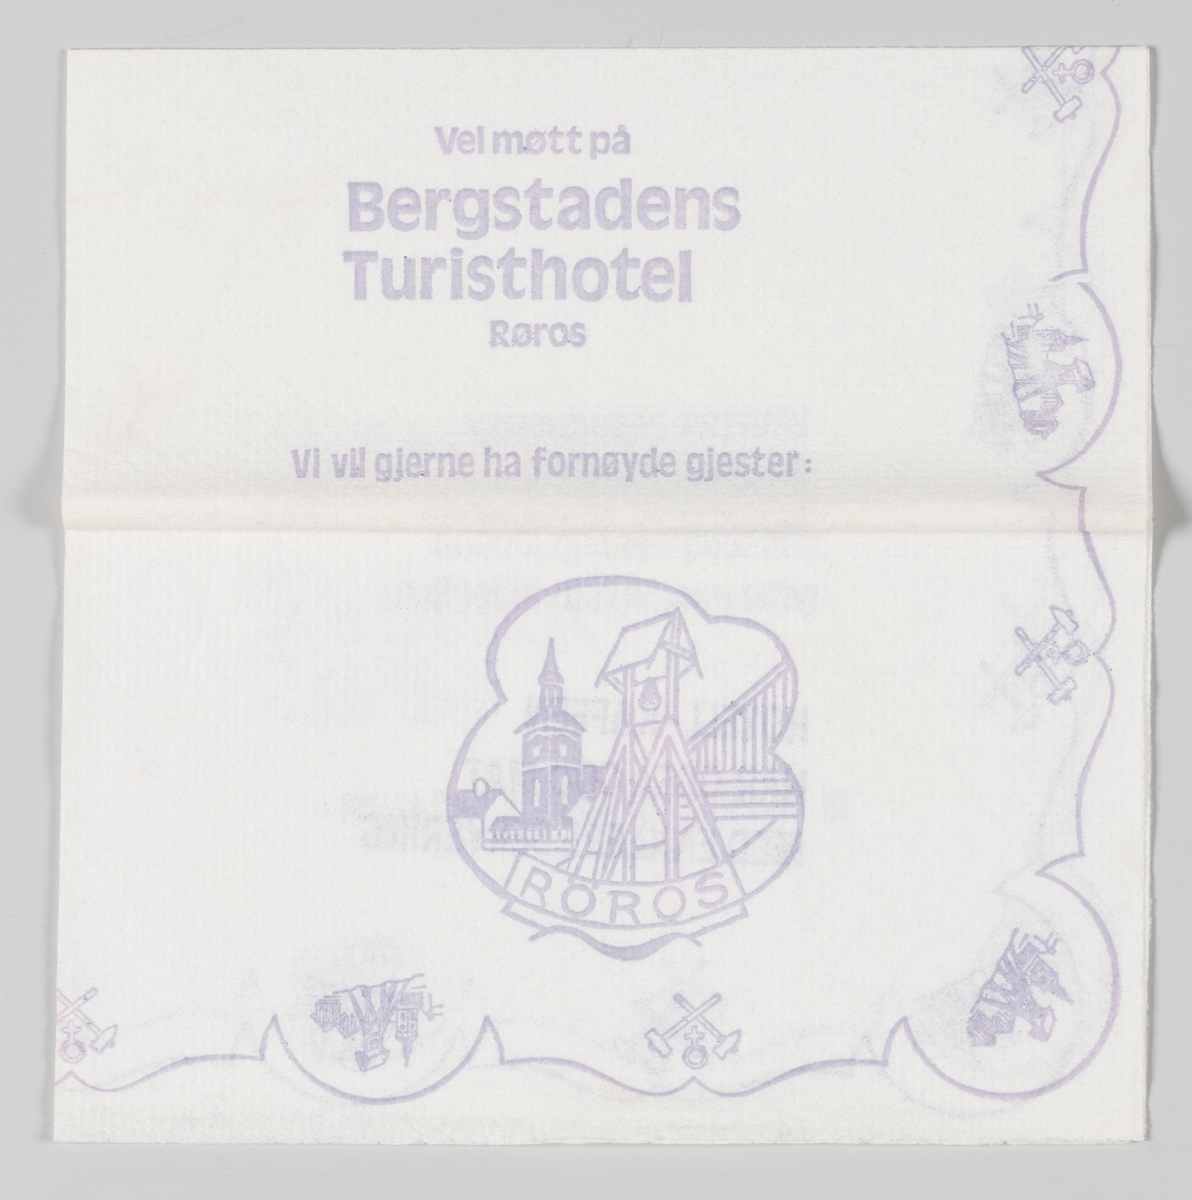 Vel møtt på
Bergstadens
Turisthotel
Røros
Vi vil gjerne ha fornøyde gjester:
RÖROS